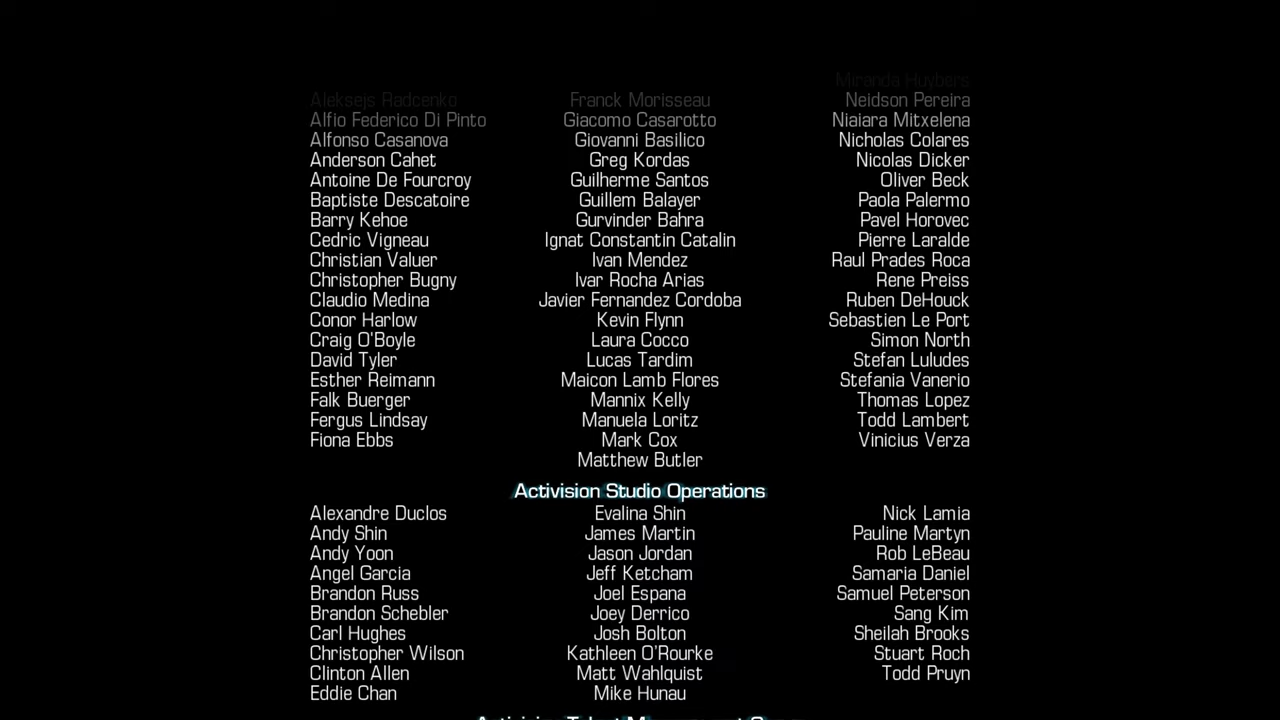 Miranda Huybers
Aleksejs Radcenko Franck Morisseau Neidson Pereira
Alfio Federico Di Pinto Giacomo Casarotto Niaiara Mitxelena
Alfonso Casanova Giovanni Basilico Nicholas Colares
Anderson Cahet Greg Kordas Nicolas Dicker
Antoine De Fourcroy Guilherme Santos Oliver Beck
Baptiste Descatoire Guillem Balayer Paola Palermo
Barry Kehoe Gurvinder Bahra Pavel Horovec
Cedric Vigneau Ignat Constantin Catalin Pierre Laralde
Christian Valuer Ivan Mendez Raul Prades Roca
Christopher Bugny Ivar Rocha Arias Rene Preiss
Claudio Medina Javier Fernandez Cordoba Ruben DeHouck
Conor Harlow Kevin Flynn Sebastien Le Port
Craig O'Boyle Laura Cocco Simon North
David Tyler Lucas Tardim Stefan Luludes
Esther Reimann Maicon Lamb Flores Stefania Vanerio
Falk Buerger Mannix Kelly Thomas Lopez
Fergus Lindsay Manuela Loritz Todd Lambert
Fiona Ebbs Mark Cox Vinicius Verza
Matthew Butler
Activision Studio Operations
Alexandre Duclos Evalina Shin Nick Lamia
Andy Shin James Martin Pauline Martyn
Andy Yoon Jason Jordan Rob LeBeau
Angel Garcia Jeff Ketcham Samaria Daniel
Brandon Russ Joel Espana Samuel Peterson
Brandon Schebler Joey Derrico Sang Kim
Carl Hughes Josh Bolton Sheilah Brooks
Christopher Wilson Kathleen O'Rourke Stuart Roch
Clinton Allen Matt Wahlquist Todd Pruyn
Eddie Chan Mike Hunau